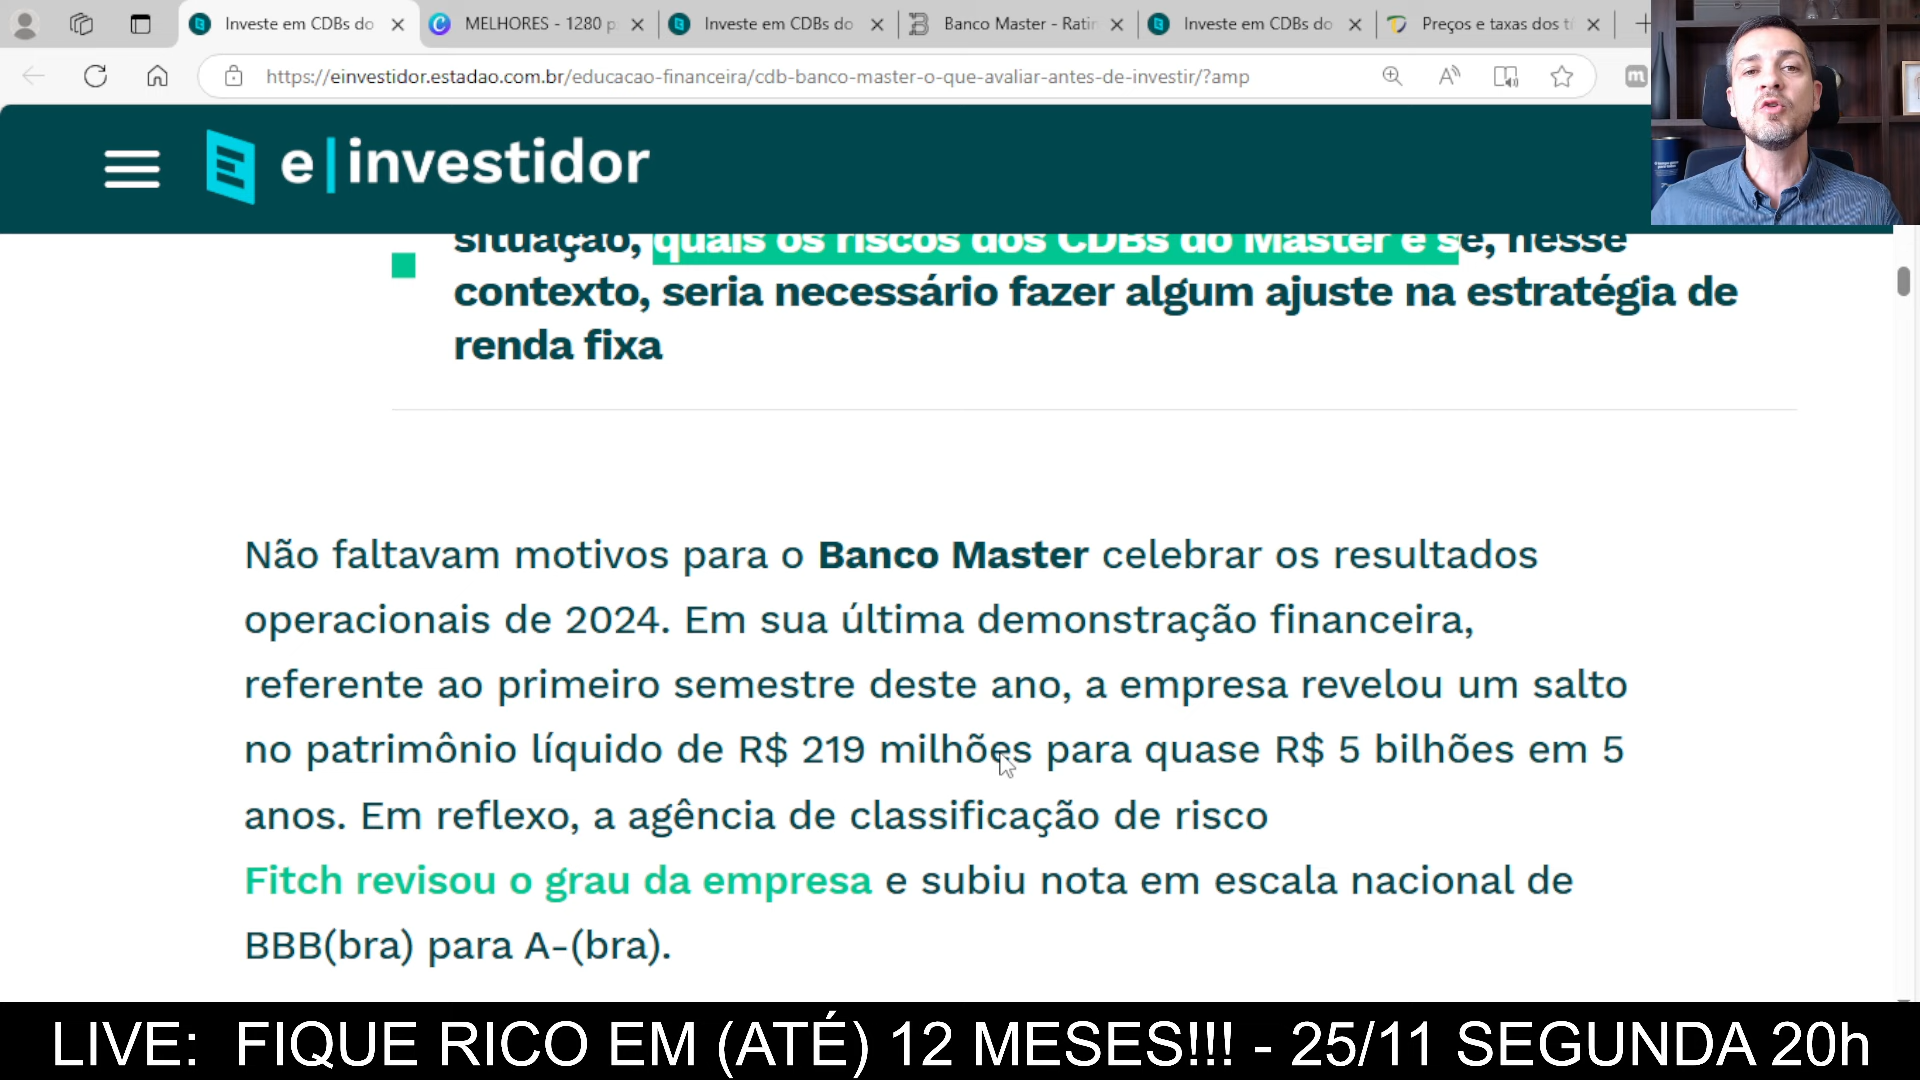 Investe em CDBs do
MELHORES - 1280 p
Investe em CDBs do
Banco Master - Ratin
Investe em CDBs do
Preços e taxas dos tí
https://einvestidor.estadao.com.br/educacao-financeira/cdb-banco-master-o-que-avaliar-antes-de-investir/?amp
e|investidor
situação, quais os riscos dos CDBs do Master e se, nesse
contexto, seria necessário fazer algum ajuste na estratégia de
renda fixa
Não faltavam motivos para o Banco Master celebrar os resultados
operacionais de 2024. Em sua última demonstração financeira,
referente ao primeiro semestre deste ano, a empresa revelou um salto
no patrimônio líquido de R$ 219 milhões para quase R$ 5 bilhões em 5
anos. Em reflexo, a agência de classificação de risco
Fitch revisou o grau da empresa e subiu nota em escala nacional de
BBB(bra) para A-(bra).
LIVE: FIQUE RICO EM (ATÉ) 12 MESES!!! - 25/11 SEGUNDA 20h